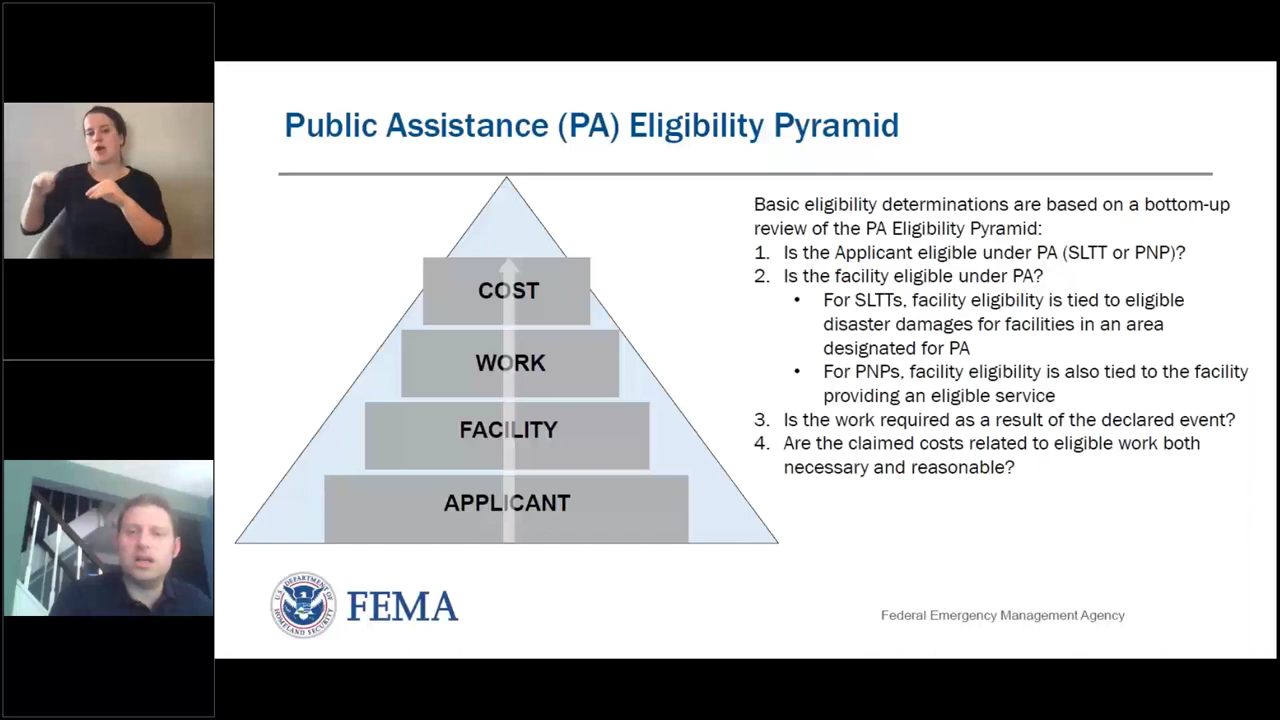 Public Assistance (PA) Eligibility Pyramid
COST
WORK
FACILITY
APPLICANT
Basic eligibility determinations are based on a bottom-up
review of the PA Eligibility Pyramid:
1. Is the Applicant eligible under PA (SLTT or PNP)?
2. Is the facility eligible under PA?
• For SLTTs, facility eligibility is tied to eligible
disaster damages for facilities in an area
designated for PA
• For PNPs, facility eligibility is also tied to the facility
providing an eligible service
3. Is the work required as a result of the declared event?
4. Are the claimed costs related to eligible work both
necessary and reasonable?
U.S. DEPARTMENT OF
HOMELAND SECURITY
FEMA
Federal Emergency Management Agency